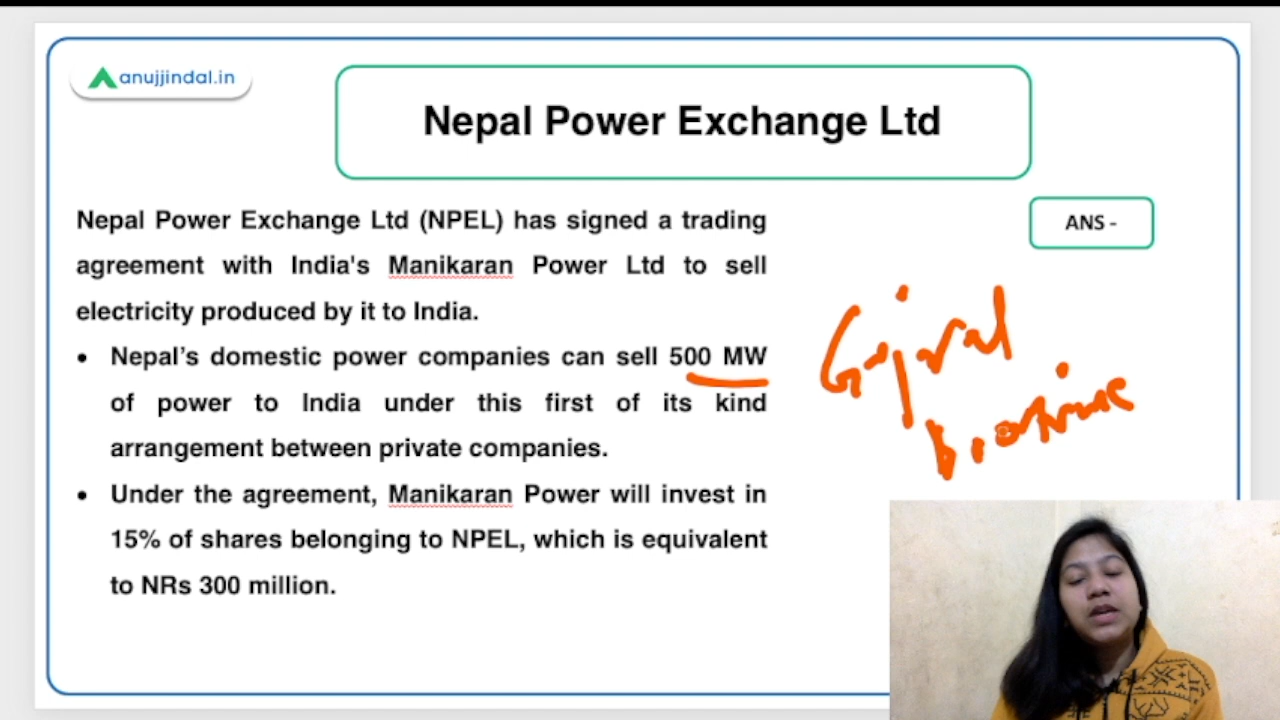 anujjindal.in
Nepal Power Exchange Ltd
ANS -
Nepal Power Exchange Ltd (NPEL) has signed a trading
agreement with India's Manikaran Power Ltd to sell
electricity produced by it to India.
• Nepal's domestic power companies can sell 500 MW
of power to India under this first of its kind
arrangement between private companies.
• Under the agreement, Manikaran Power will invest in
15% of shares belonging to NPEL, which is equivalent
to NRs 300 million.
Gujral